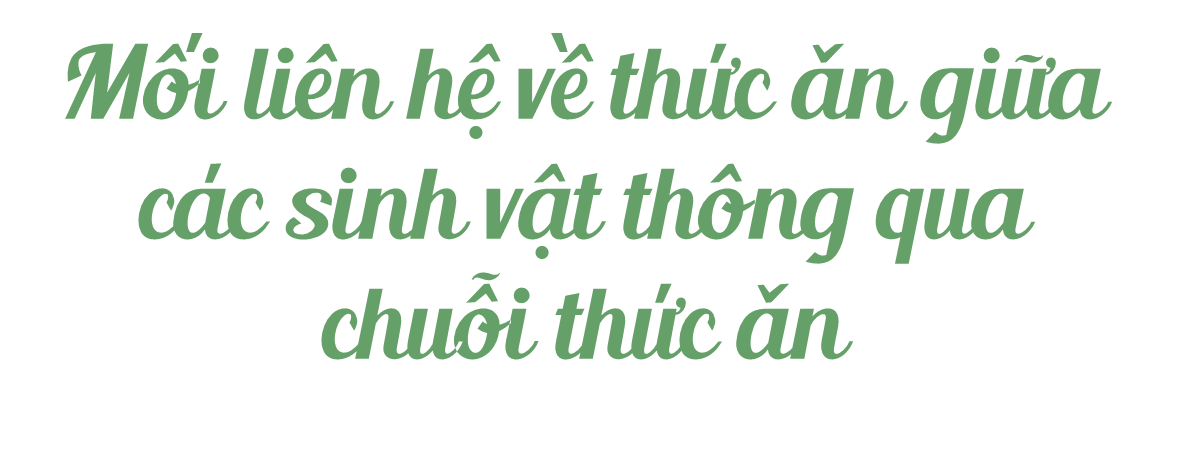 Mối liên hệ về thức ăn giữa
các sinh vật thông qua
chuỗi thức ăn